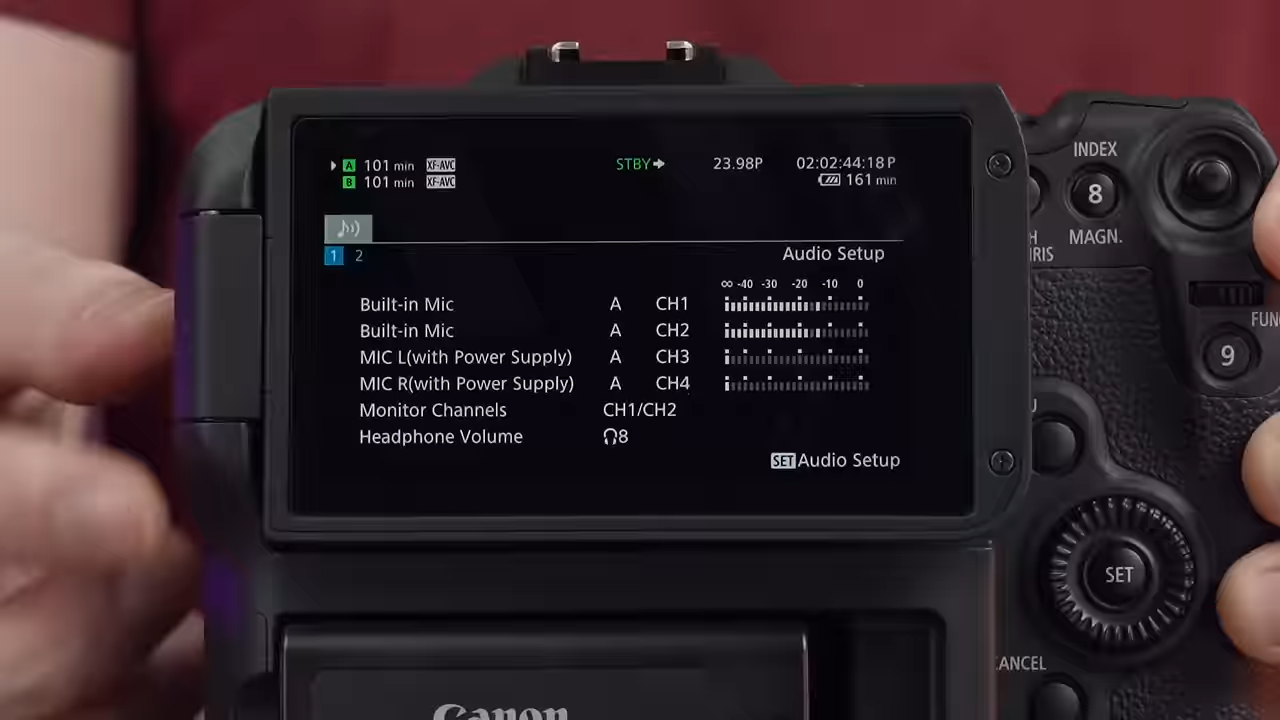 A 101 min XF-AVC STBY 23.98P 02:02:44:18 P
B 101 min XF-AVC 161 min
1 2 Audio Setup
∞ -40 -30 -20 -10 0
Built-in Mic A CH1
Built-in Mic A CH2
MIC L(with Power Supply) A CH3
MIC R(with Power Supply) A CH4
Monitor Channels CH1/CH2
Headphone Volume 8
SET Audio Setup
INDEX
8
MAGN.
9
SET
Canon